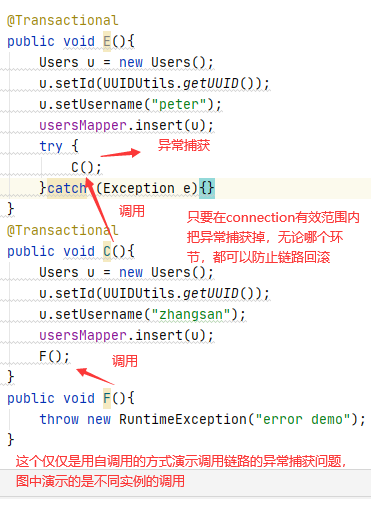 @Transactional
public void E(){
Users u = new Users();
u.setId(UUIDUtils.getUUID());
u.setUsername("peter");
usersMapper.insert(u);
try {
异常捕获
C();
}catch (Exception e){}
}
调用
只要在connection有效范围内
把异常捕获掉，无论哪个环
节，都可以防止链路回滚
@Transactional
public void C(){
Users u = new Users();
u.setId(UUIDUtils.getUUID());
u.setUsername("zhangsan");
usersMapper.insert(u);
F();
调用
}
public void F(){
throw new RuntimeException("error demo");
}
这个仅仅是用自调用的方式演示调用链路的异常捕获问题，
图中演示的是不同实例的调用